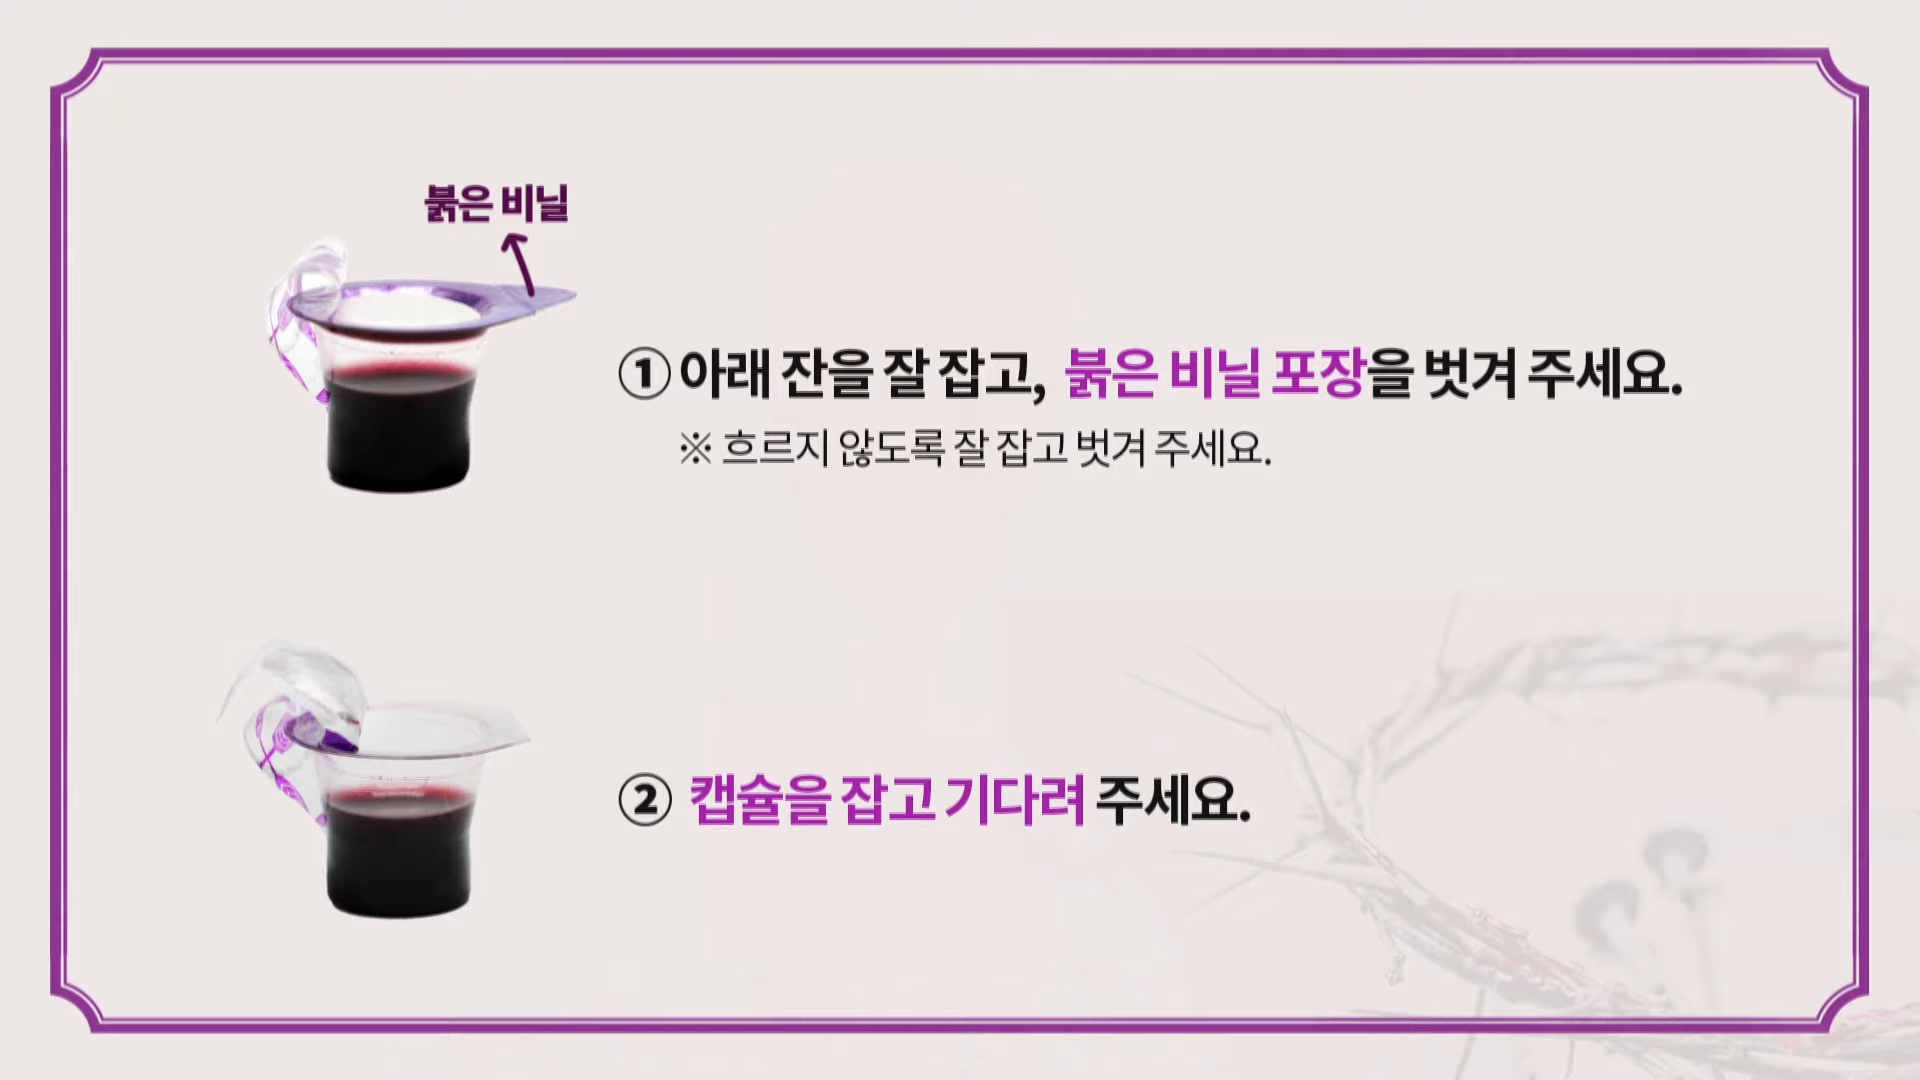 붉은 비닐
① 아래 잔을 잘 잡고, 붉은 비닐 포장을 벗겨 주세요.
※ 흐르지 않도록 잘 잡고 벗겨 주세요.
② 캡슐을 잡고 기다려 주세요.